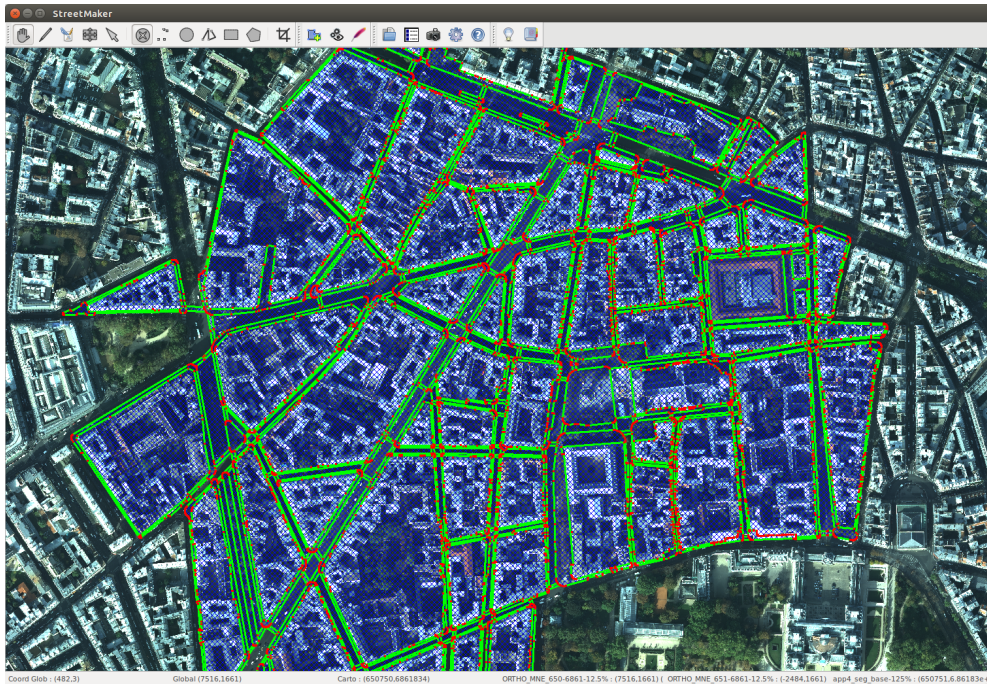 StreetMaker
Coord Glob : (482,3) Global (7516,1661) Carto : (650750,6861834) ORTHO_MNE_650-6861-12.5% : (7516,1661) ( ORTHO_MNE_651-6861-12.5% : (-2484,1661) app4_seg_base-125% : (650751,6.86183e+